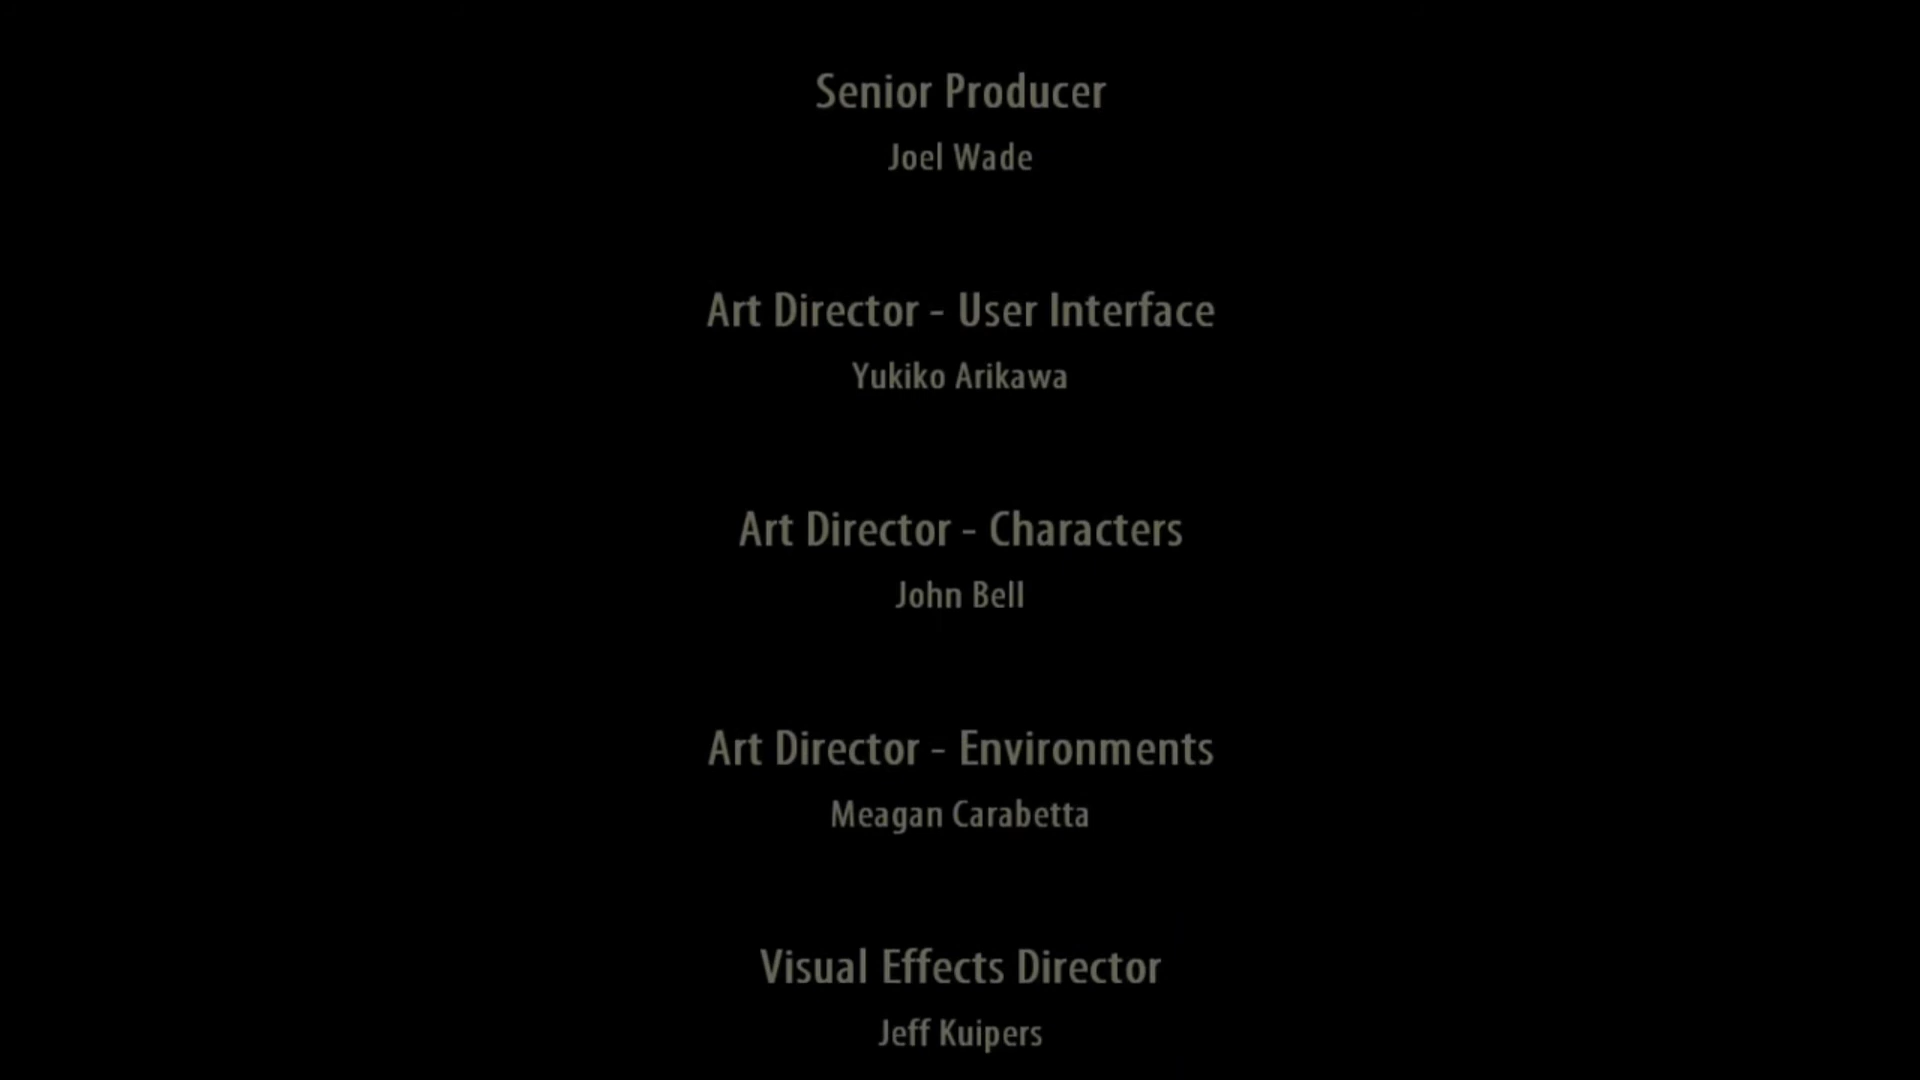 Senior Producer
Joel Wade
Art Director - User Interface
Yukiko Arikawa
Art Director - Characters
John Bell
Art Director - Environments
Meagan Carabetta
Visual Effects Director
Jeff Kuipers